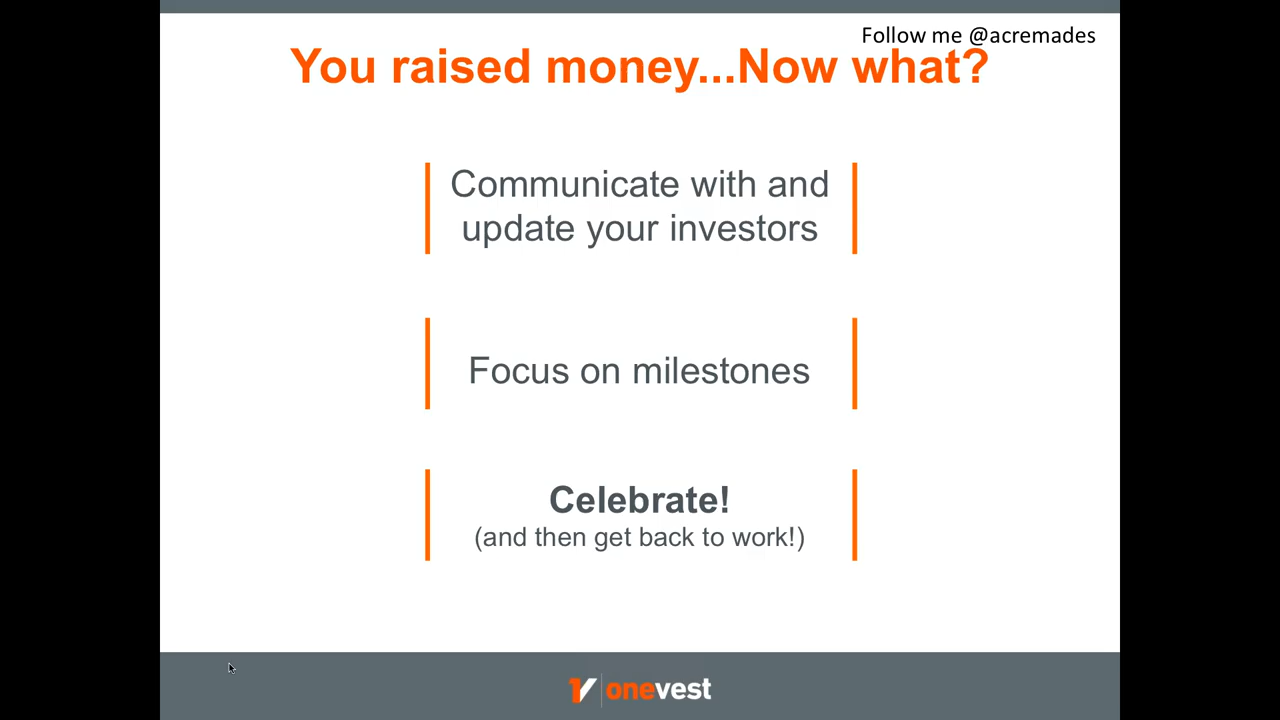 Follow me @acremades
You raised money...Now what?
Communicate with and
update your investors
Focus on milestones
Celebrate!
(and then get back to work!)
onevest